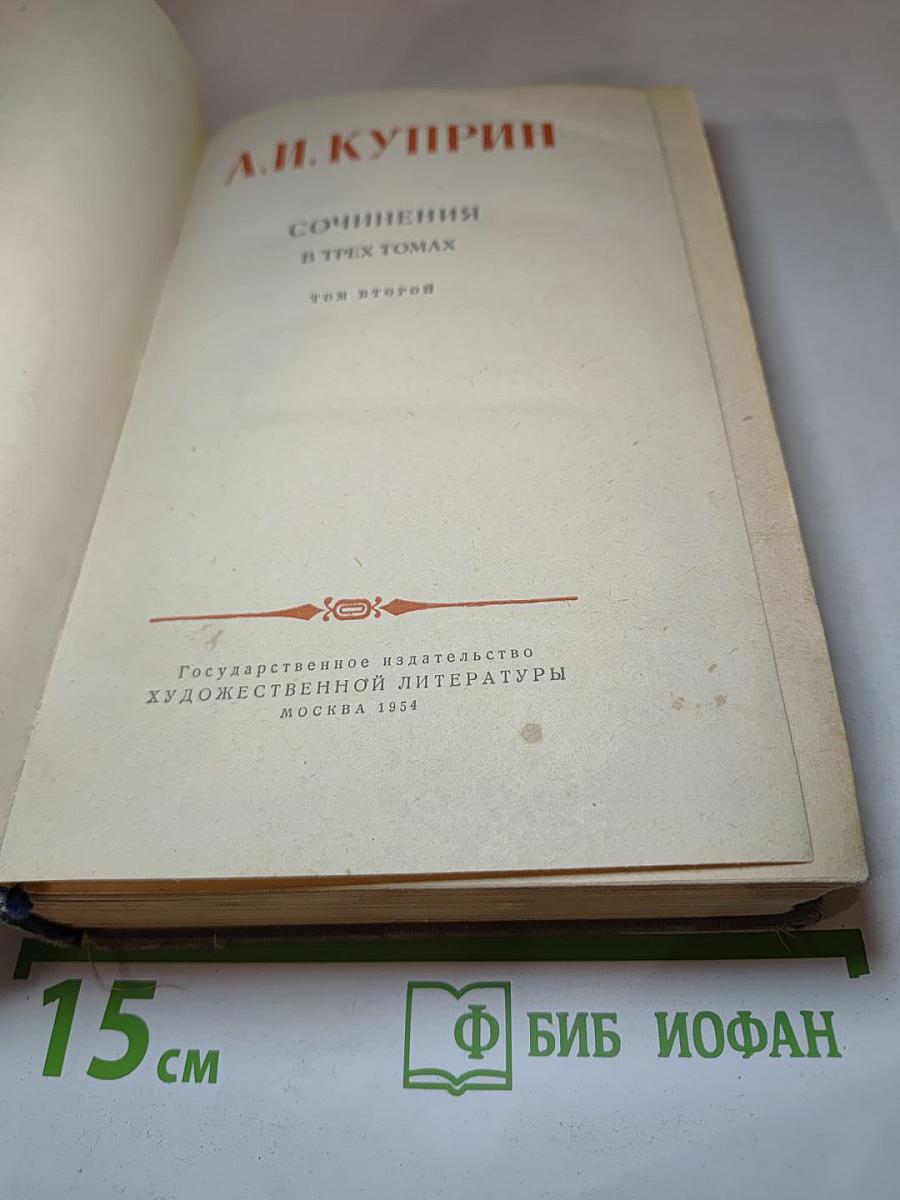 А.И. КУПРИН
СОЧИНЕНИЯ
В ТРЕХ ТОМАХ
ТОМ ВТОРОЙ
Государственное издательство
ХУДОЖЕСТВЕННОЙ ЛИТЕРАТУРЫ
МОСКВА 1954
15 см
Ф БИБ ИОФАН